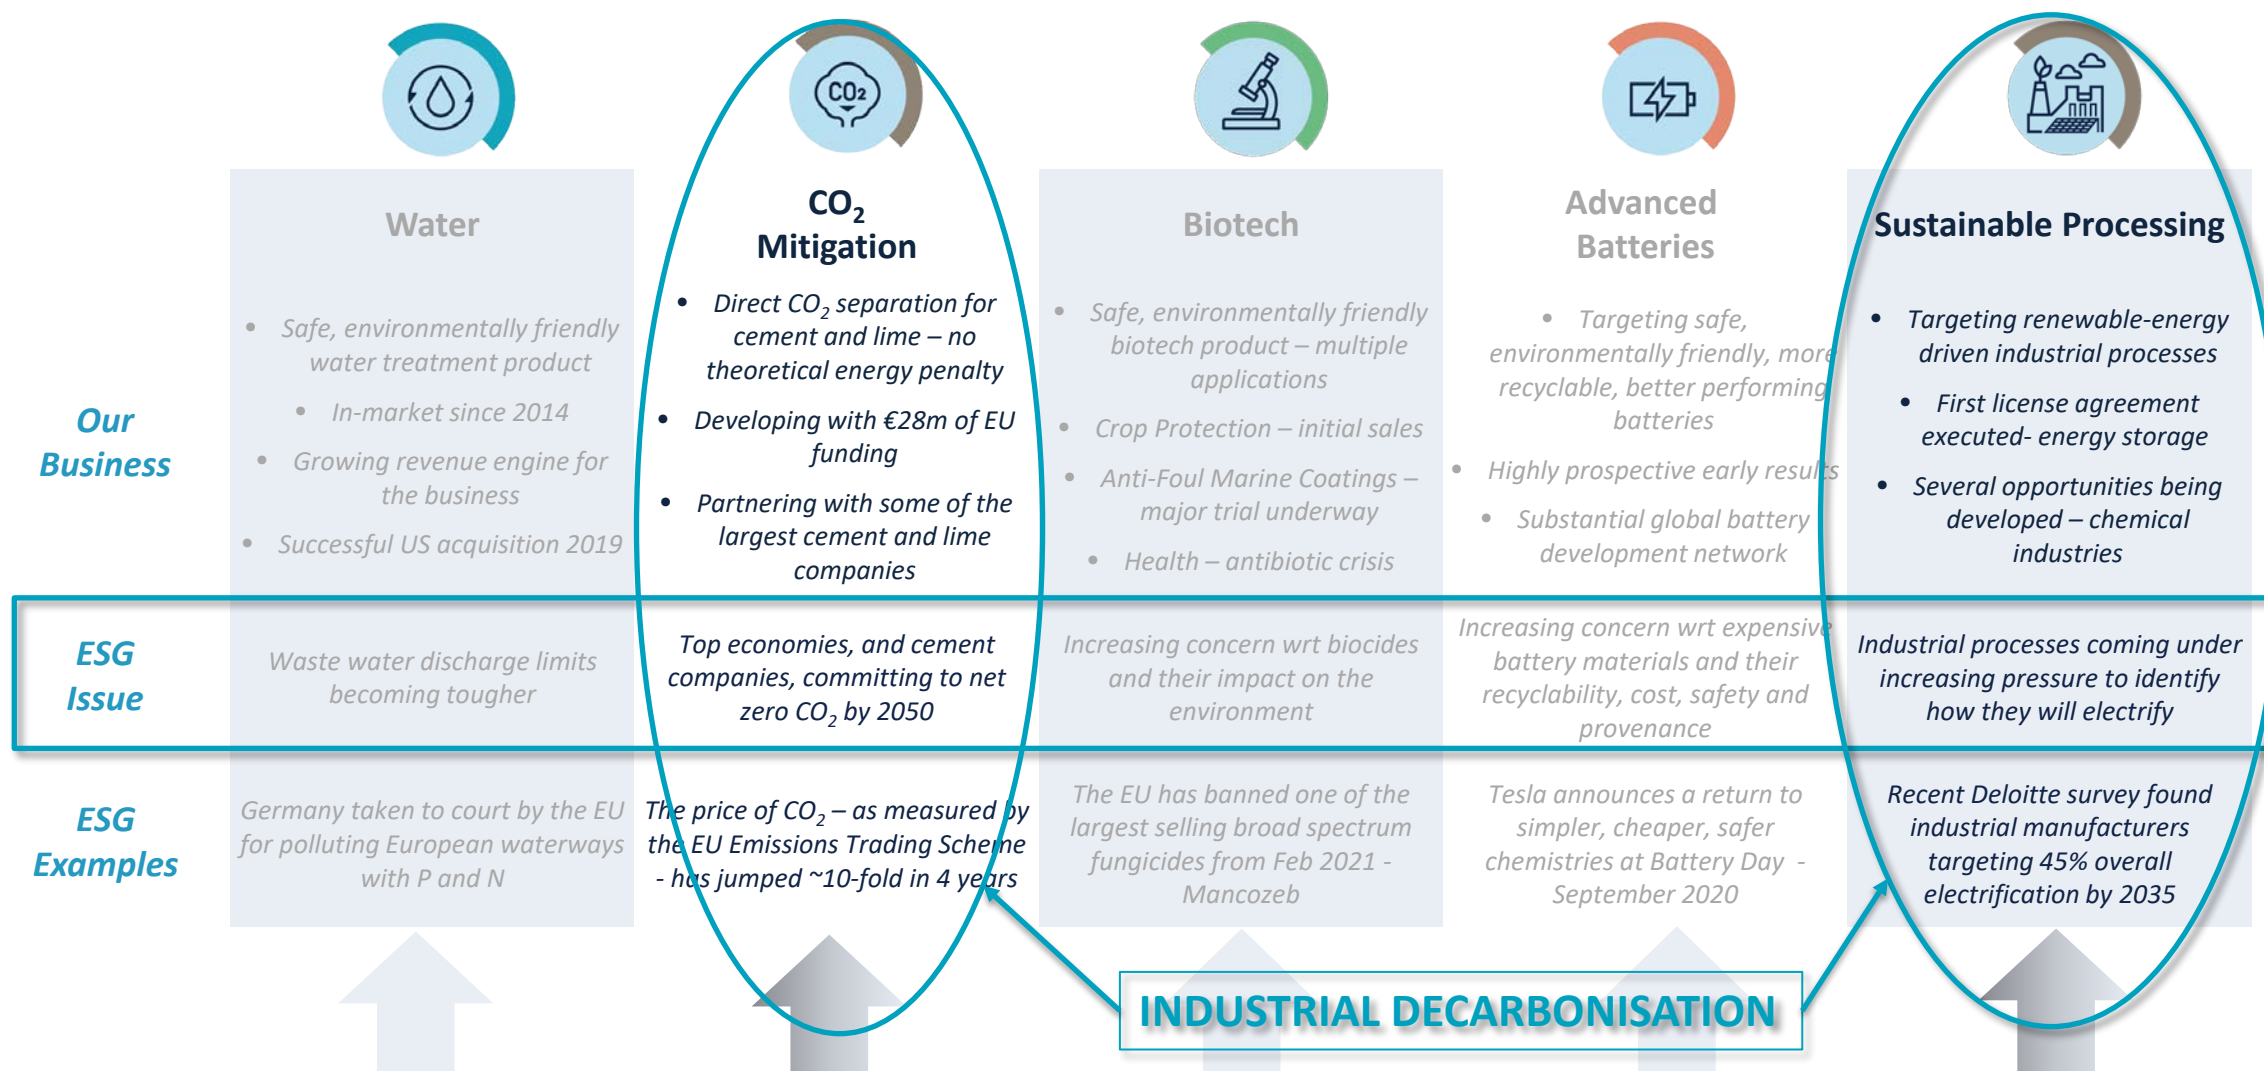 CO2
Water
CO2
Mitigation
Biotech
Advanced
Batteries
Sustainable Processing
Our
Business
• Safe, environmentally friendly
water treatment product
• In-market since 2014
• Growing revenue engine for
the business
• Successful US acquisition 2019
• Direct CO2 separation for
cement and lime – no
theoretical energy penalty
• Developing with €28m of EU
funding
• Partnering with some of the
largest cement and lime
companies
• Safe, environmentally friendly
biotech product – multiple
applications
• Crop Protection – initial sales
• Anti-Foul Marine Coatings –
major trial underway
• Health – antibiotic crisis
• Targeting safe,
environmentally friendly, more
recyclable, better performing
batteries
• Highly prospective early results
• Substantial global battery
development network
• Targeting renewable-energy
driven industrial processes
• First license agreement
executed- energy storage
• Several opportunities being
developed – chemical
industries
ESG
Issue
Waste water discharge limits
becoming tougher
Top economies, and cement
companies, committing to net
zero CO2 by 2050
Increasing concern wrt biocides
and their impact on the
environment
Increasing concern wrt expensive
battery materials and their
recyclability, cost, safety and
provenance
Industrial processes coming under
increasing pressure to identify
how they will electrify
ESG
Examples
Germany taken to court by the EU
for polluting European waterways
with P and N
The price of CO2 – as measured by
the EU Emissions Trading Scheme
- has jumped ~10-fold in 4 years
The EU has banned one of the
largest selling broad spectrum
fungicides from Feb 2021 -
Mancozeb
Tesla announces a return to
simpler, cheaper, safer
chemistries at Battery Day -
September 2020
Recent Deloitte survey found
industrial manufacturers
targeting 45% overall
electrification by 2035
INDUSTRIAL DECARBONISATION